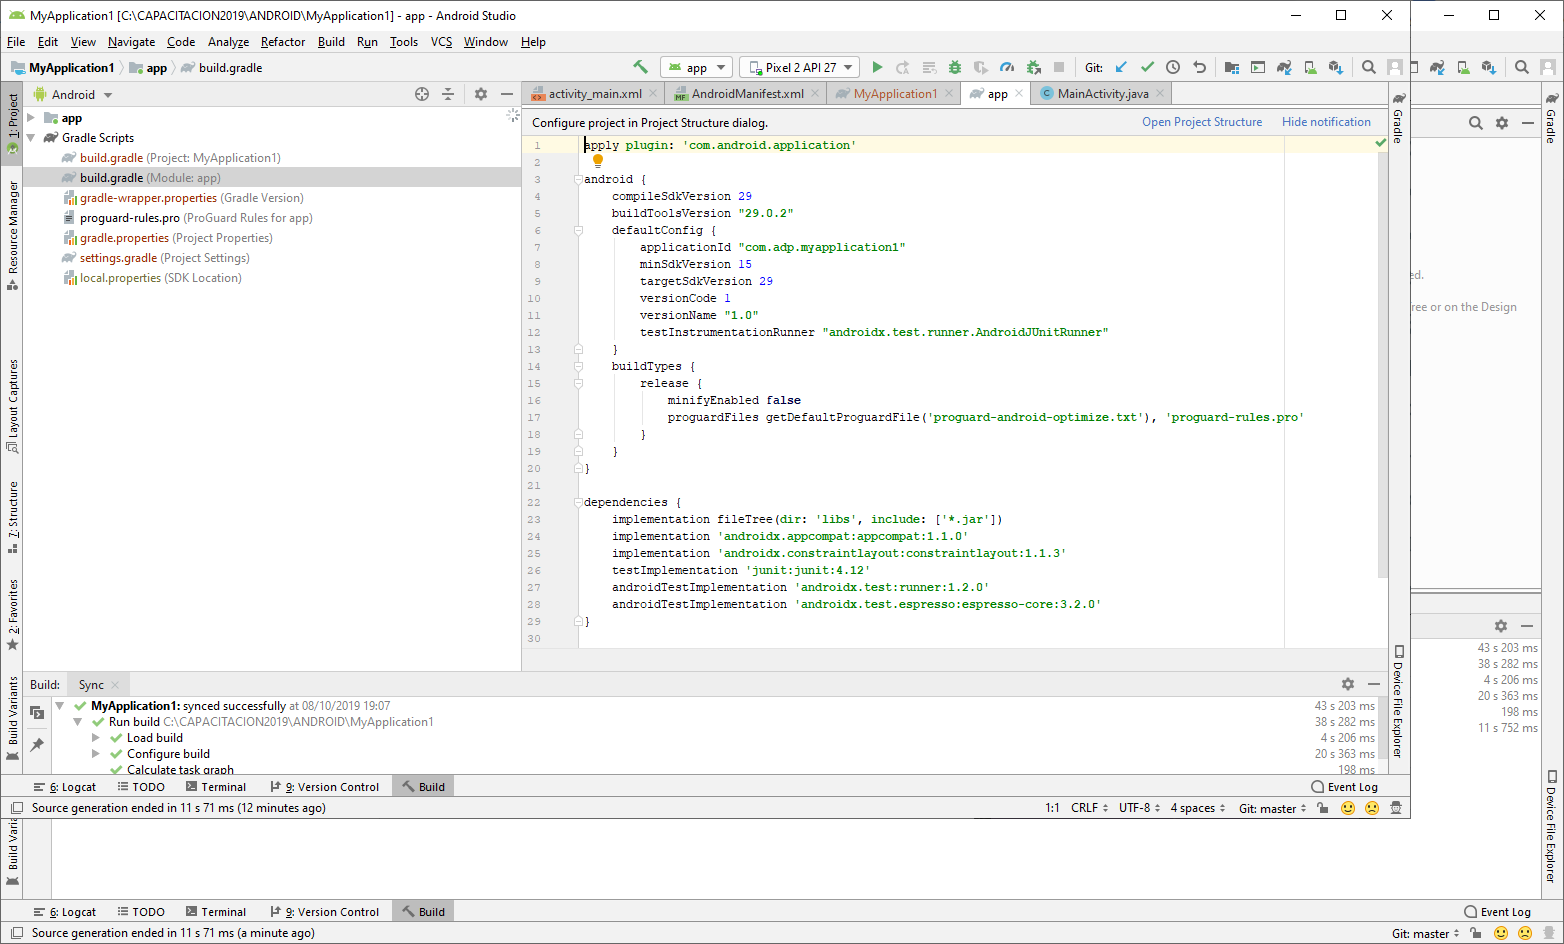 MyApplication1 [C:\CAPACITACION2019\ANDROID\MyApplication1] - app - Android Studio
File Edit View Navigate Code Analyze Refactor Build Run Tools VCS Window Help
MyApplication1 app build.gradle app Pixel 2 API 27 Git:
1: Project
Resource Manager
Layout Captures
7: Structure
2: Favorites
Build Variants
Android
app
Gradle Scripts
build.gradle (Project: MyApplication1)
build.gradle (Module: app)
gradle-wrapper.properties (Gradle Version)
proguard-rules.pro (ProGuard Rules for app)
gradle.properties (Project Properties)
settings.gradle (Project Settings)
local.properties (SDK Location)
activity_main.xml AndroidManifest.xml MyApplication1 app MainActivity.java
Configure project in Project Structure dialog. Open Project Structure Hide notification
1 apply plugin: 'com.android.application'
2
3 android {
4 compileSdkVersion 29
5 buildToolsVersion "29.0.2"
6 defaultConfig {
7 applicationId "com.adp.myapplication1"
8 minSdkVersion 15
9 targetSdkVersion 29
10 versionCode 1
11 versionName "1.0"
12 testInstrumentationRunner "androidx.test.runner.AndroidJUnitRunner"
13 }
14 buildTypes {
15 release {
16 minifyEnabled false
17 proguardFiles getDefaultProguardFile('proguard-android-optimize.txt'), 'proguard-rules.pro'
18 }
19 }
20 }
21
22 dependencies {
23 implementation fileTree(dir: 'libs', include: ['*.jar'])
24 implementation 'androidx.appcompat:appcompat:1.1.0'
25 implementation 'androidx.constraintlayout:constraintlayout:1.1.3'
26 testImplementation 'junit:junit:4.12'
27 androidTestImplementation 'androidx.test:runner:1.2.0'
28 androidTestImplementation 'androidx.test.espresso:espresso-core:3.2.0'
29 }
30
Gradle
Device File Explorer
Build: Sync
MyApplication1: synced successfully at 08/10/2019 19:07 43 s 203 ms
Run build C:\CAPACITACION2019\ANDROID\MyApplication1 38 s 282 ms
Load build 4 s 206 ms
Configure build 20 s 363 ms
Calculate task graph 198 ms
6: Logcat TODO Terminal 9: Version Control Build Event Log
Source generation ended in 11 s 71 ms (12 minutes ago) 1:1 CRLF UTF-8 4 spaces Git: master
Gradle
ed.
ree or on the Design
43 s 203 ms
38 s 282 ms
4 s 206 ms
20 s 363 ms
198 ms
11 s 752 ms
Device File Explorer
Build Varia
6: Logcat TODO Terminal 9: Version Control Build Event Log
Source generation ended in 11 s 71 ms (a minute ago) Git: master